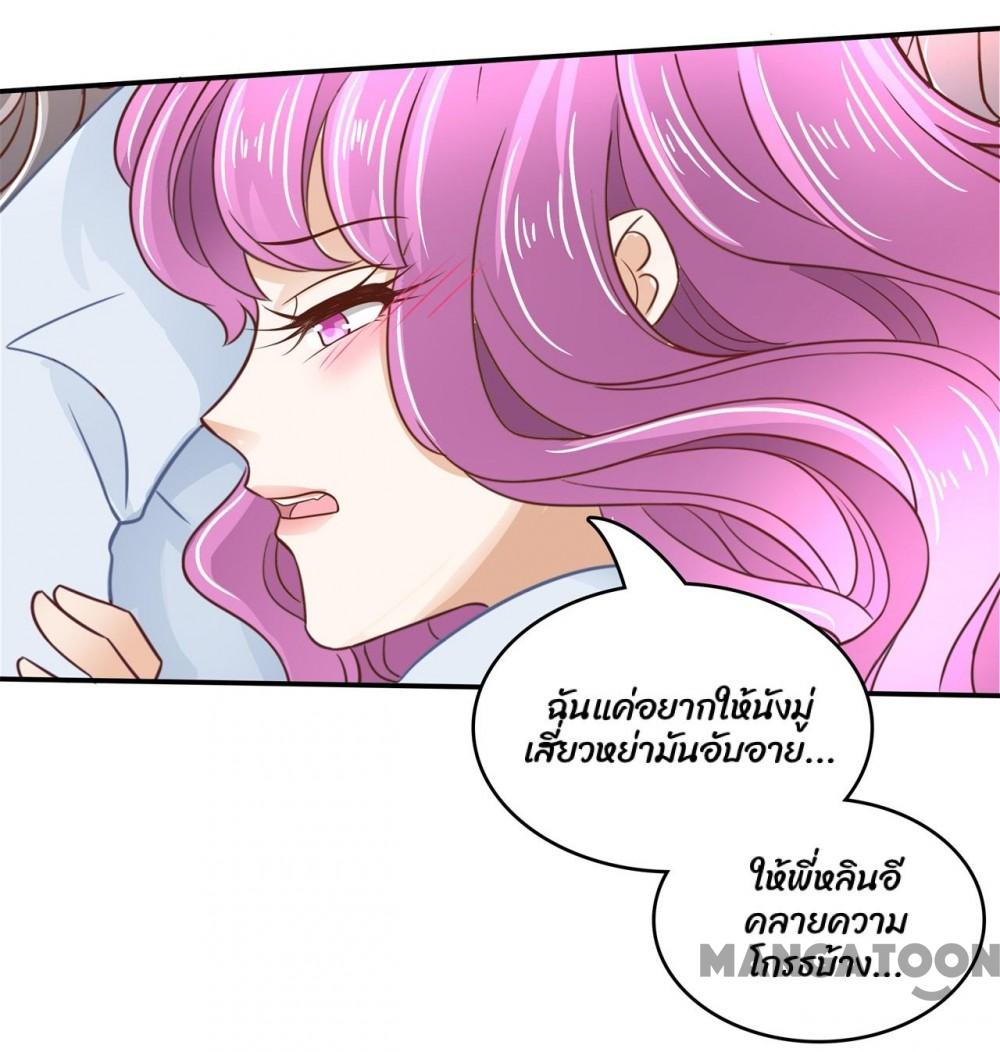 ฉันแค่อยากให้นังมู่
เสี่ยวหย่ามันอับอาย...
ให้พี่หลินอี
คลายความ
โกรธบ้าง...
MANGATOON